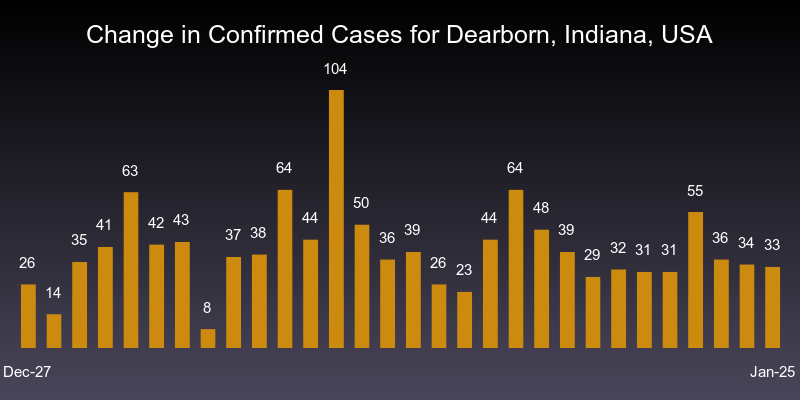 Change in Confirmed Cases for Dearborn, Indiana, USA
26 14 35 41 63 42 43 8 37 38 64 44 104 50 36 39 26 23 44 64 48 39 29 32 31 31 55 36 34 33
Dec-27 Jan-25